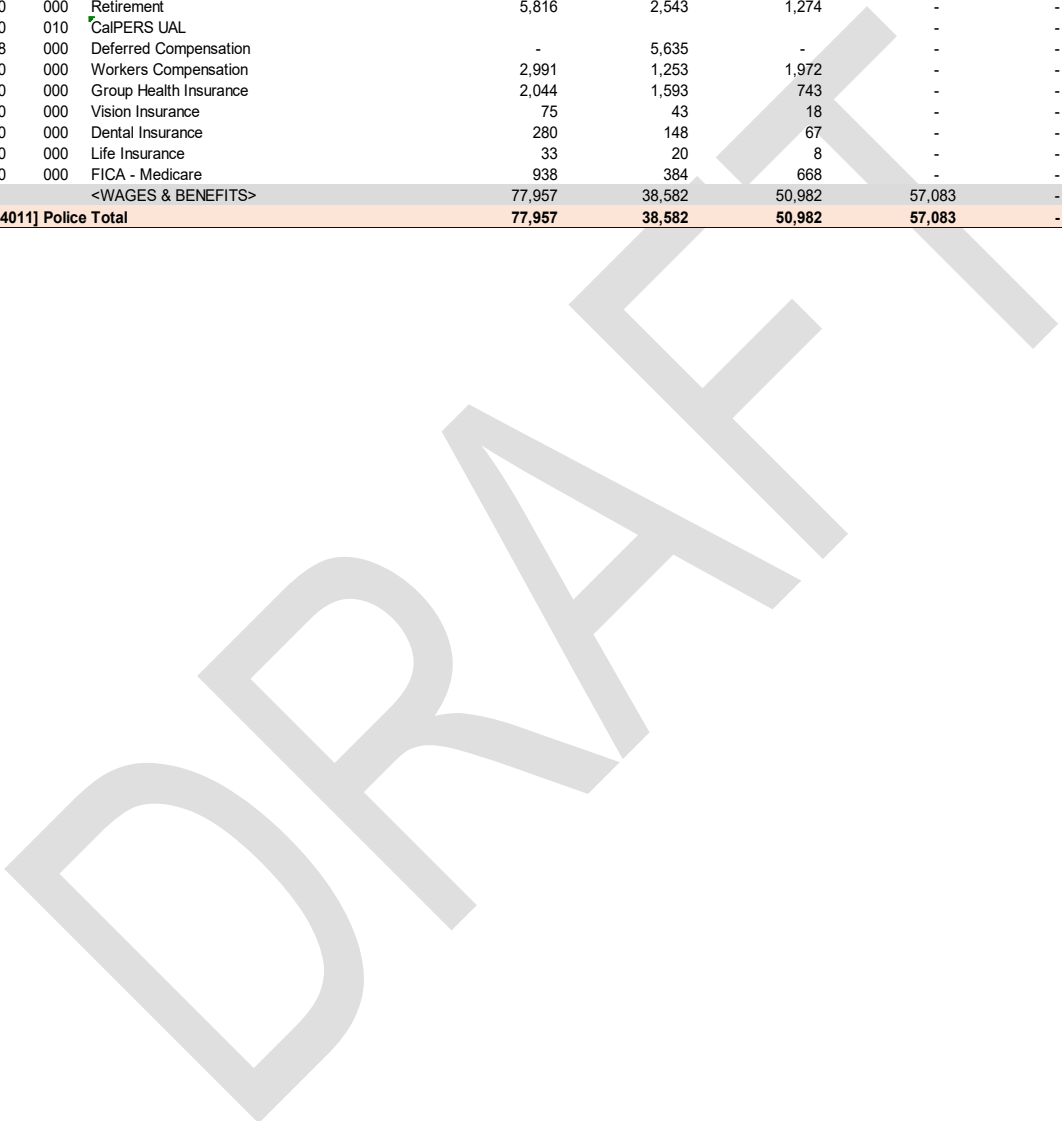 0 000 Retirement 5,816 2,543 1,274 - -
0 010 CalPERS UAL - -
8 000 Deferred Compensation - 5,635 - - -
0 000 Workers Compensation 2,991 1,253 1,972 - -
0 000 Group Health Insurance 2,044 1,593 743 - -
0 000 Vision Insurance 75 43 18 - -
0 000 Dental Insurance 280 148 67 - -
0 000 Life Insurance 33 20 8 - -
0 000 FICA - Medicare 938 384 668 - -
<WAGES & BENEFITS> 77,957 38,582 50,982 57,083 -
4011] Police Total 77,957 38,582 50,982 57,083 -
DRAFT